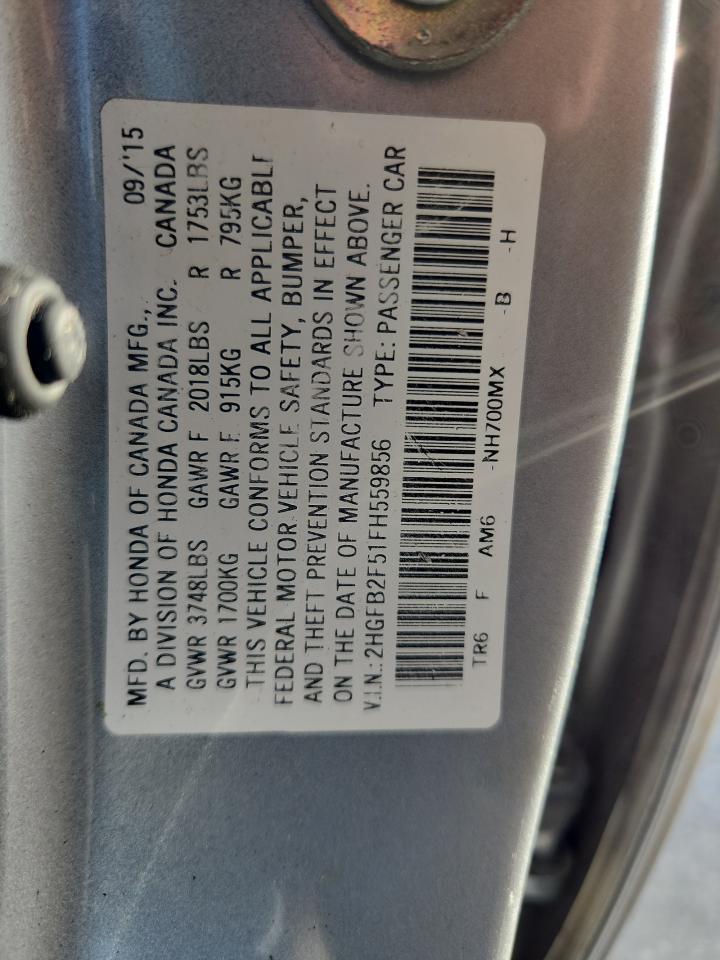 MFD. BY HONDA OF CANADA MFG., 09/'15
A DIVISION OF HONDA CANADA INC. CANADA
GVWR 3748LBS GAWR F 2018LBS R 1753LBS
GVWR 1700KG GAWR F 915KG R 795KG
THIS VEHICLE CONFORMS TO ALL APPLICABLE
FEDERAL MOTOR VEHICLE SAFETY, BUMPER,
AND THEFT PREVENTION STANDARDS IN EFFECT
ON THE DATE OF MANUFACTURE SHOWN ABOVE.
V.I.N.: 2HGFB2F51FH559856 TYPE: PASSENGER CAR
TR6 F AM6 -NH700MX -B -H